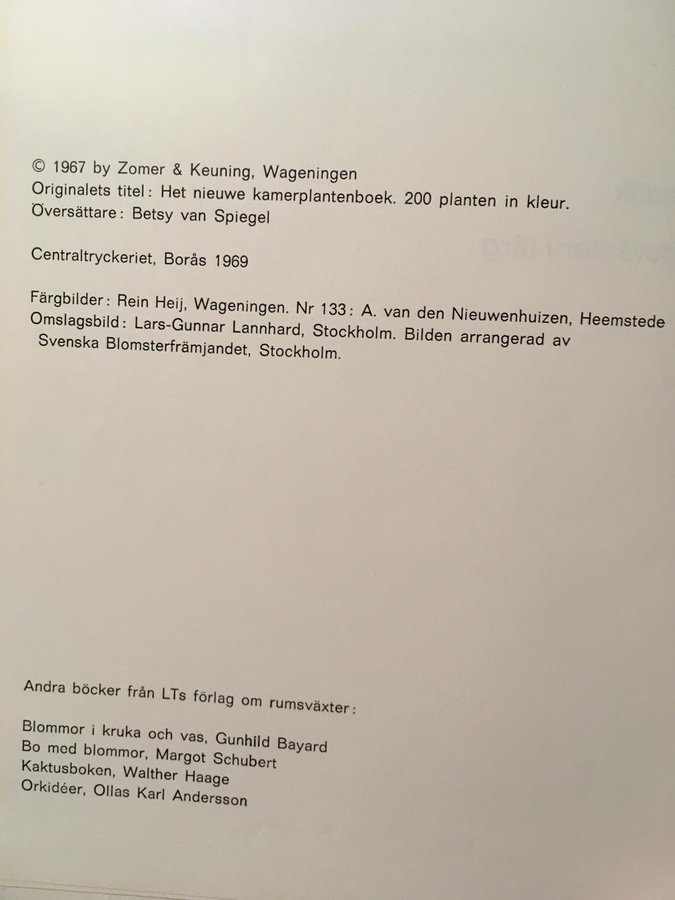 © 1967 by Zomer & Keuning, Wageningen
Originalets titel: Het nieuwe kamerplantenboek. 200 planten in kleur.
Översättare: Betsy van Spiegel
Centraltryckeriet, Borås 1969
Färgbilder: Rein Heij, Wageningen. Nr 133: A. van den Nieuwenhuizen, Heemstede
Omslagsbild: Lars-Gunnar Lannhard, Stockholm. Bilden arrangerad av
Svenska Blomsterfrämjandet, Stockholm.
Andra böcker från LTs förlag om rumsväxter:
Blommor i kruka och vas, Gunhild Bayard
Bo med blommor, Margot Schubert
Kaktusboken, Walther Haage
Orkidéer, Ollas Karl Andersson